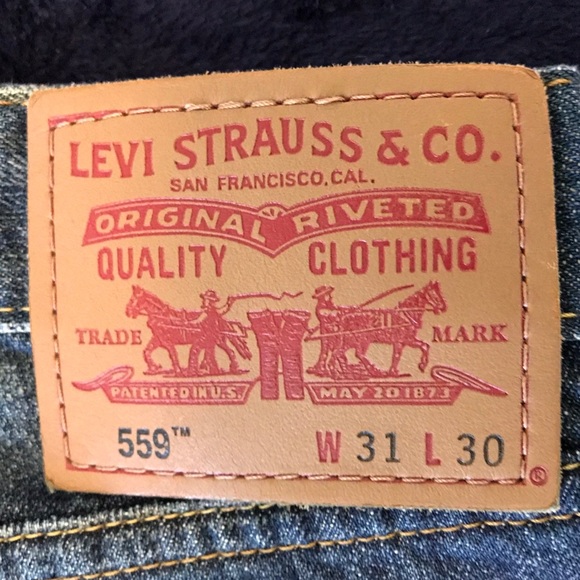 LEVI STRAUSS & CO.
SAN FRANCISCO, CAL.
ORIGINAL RIVETED
QUALITY CLOTHING
TRADE MARK
PATENTED IN U.S. MAY 20 1873
559™ W 31 L 30
®